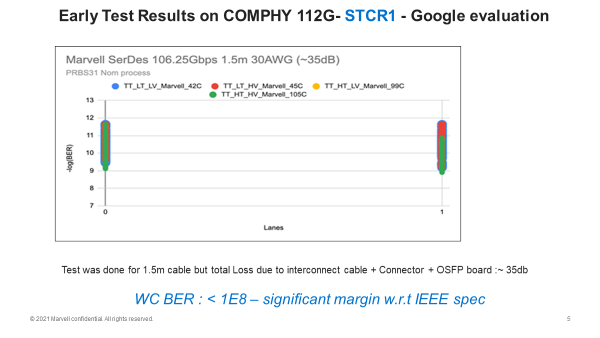 Early Test Results on COMPHY 112G- STCR1 - Google evaluation
Marvell SerDes 106.25Gbps 1.5m 30AWG (~35dB)
PRBS31 Nom process
TT_LT_LV_Marvell_42C TT_LT_HV_Marvell_45C TT_HT_LV_Marvell_99C
TT_HT_HV_Marvell_105C
13
12
11
10
9
8
7
-log(BER)
0 1
Lanes
Test was done for 1.5m cable but total Loss due to interconnect cable + Connector + OSFP board :~ 35db
WC BER : < 1E8 – significant margin w.r.t IEEE spec
© 2021 Marvell confidential. All rights reserved. 5